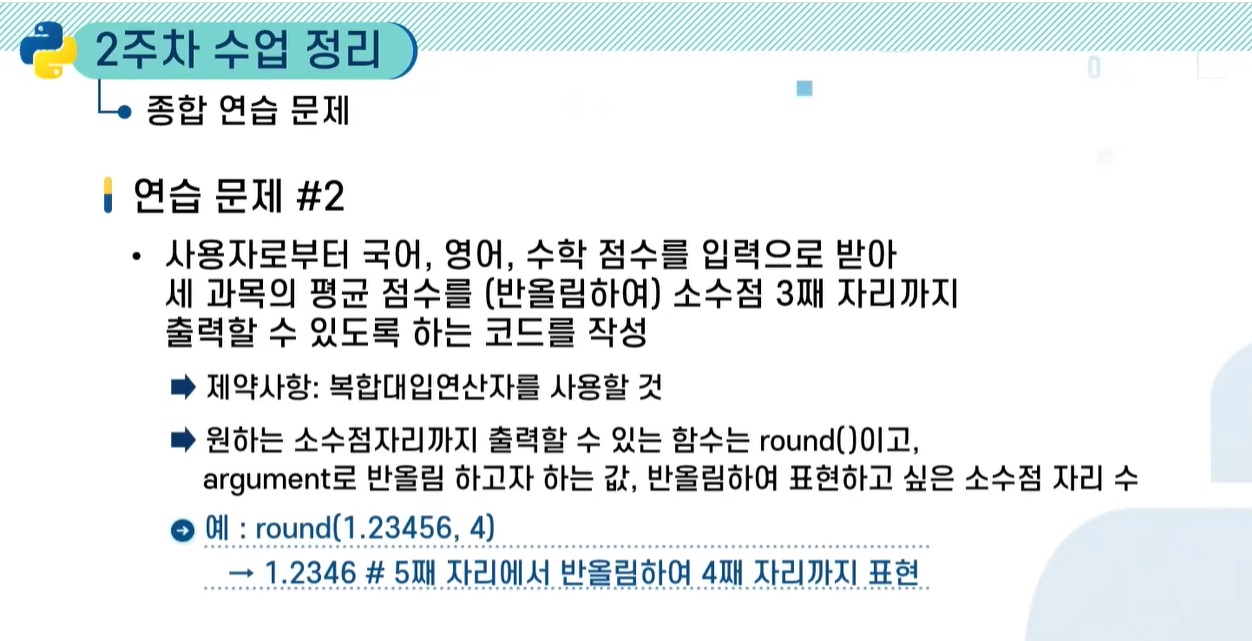 2주차 수업 정리
종합 연습 문제
연습 문제 #2
• 사용자로부터 국어, 영어, 수학 점수를 입력으로 받아
세 과목의 평균 점수를 (반올림하여) 소수점 3째 자리까지
출력할 수 있도록 하는 코드를 작성
제약사항: 복합대입연산자를 사용할 것
원하는 소수점자리까지 출력할 수 있는 함수는 round()이고,
argument로 반올림 하고자 하는 값, 반올림하여 표현하고 싶은 소수점 자리 수
예 : round(1.23456, 4)
→ 1.2346 # 5째 자리에서 반올림하여 4째 자리까지 표현